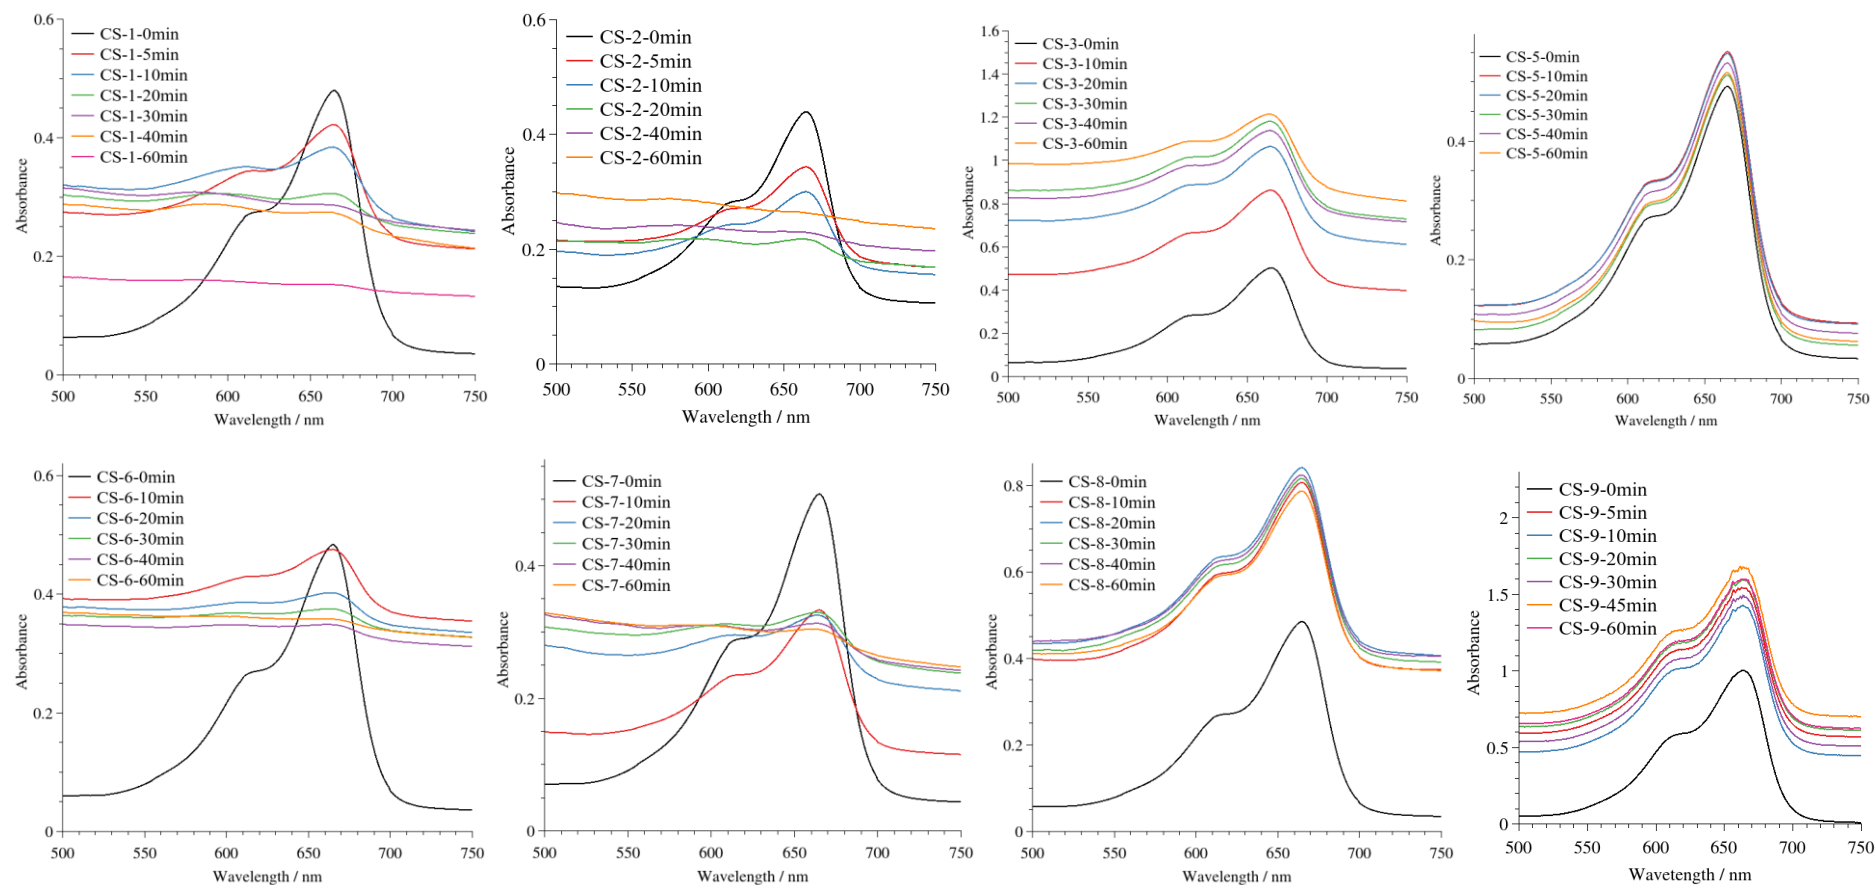 0.6
0.4
0.2
0
CS-1-0min
CS-1-5min
CS-1-10min
CS-1-20min
CS-1-30min
CS-1-40min
CS-1-60min
Absorbance
500 550 600 650 700 750
Wavelength / nm
0.6
0.4
0.2
0
CS-2-0min
CS-2-5min
CS-2-10min
CS-2-20min
CS-2-40min
CS-2-60min
Absorbance
500 550 600 650 700 750
Wavelength / nm
1.6
1.4
1.2
1
0.8
0.6
0.4
0.2
0
CS-3-0min
CS-3-10min
CS-3-20min
CS-3-30min
CS-3-40min
CS-3-60min
Absorbance
500 550 600 650 700 750
Wavelength / nm
0.4
0.2
0
CS-5-0min
CS-5-10min
CS-5-20min
CS-5-30min
CS-5-40min
CS-5-60min
Absorbance
500 550 600 650 700 750
Wavelength / nm
0.6
0.4
0.2
0
CS-6-0min
CS-6-10min
CS-6-20min
CS-6-30min
CS-6-40min
CS-6-60min
Absorbance
500 550 600 650 700 750
Wavelength / nm
0.4
0.2
0
CS-7-0min
CS-7-10min
CS-7-20min
CS-7-30min
CS-7-40min
CS-7-60min
Absorbance
500 550 600 650 700 750
Wavelength / nm
0.8
0.6
0.4
0.2
0
CS-8-0min
CS-8-10min
CS-8-20min
CS-8-30min
CS-8-40min
CS-8-60min
Absorbance
500 550 600 650 700 750
Wavelength / nm
2
1.5
1
0.5
0
CS-9-0min
CS-9-5min
CS-9-10min
CS-9-20min
CS-9-30min
CS-9-45min
CS-9-60min
Absorbance
500 550 600 650 700 750
Wavetength / nm